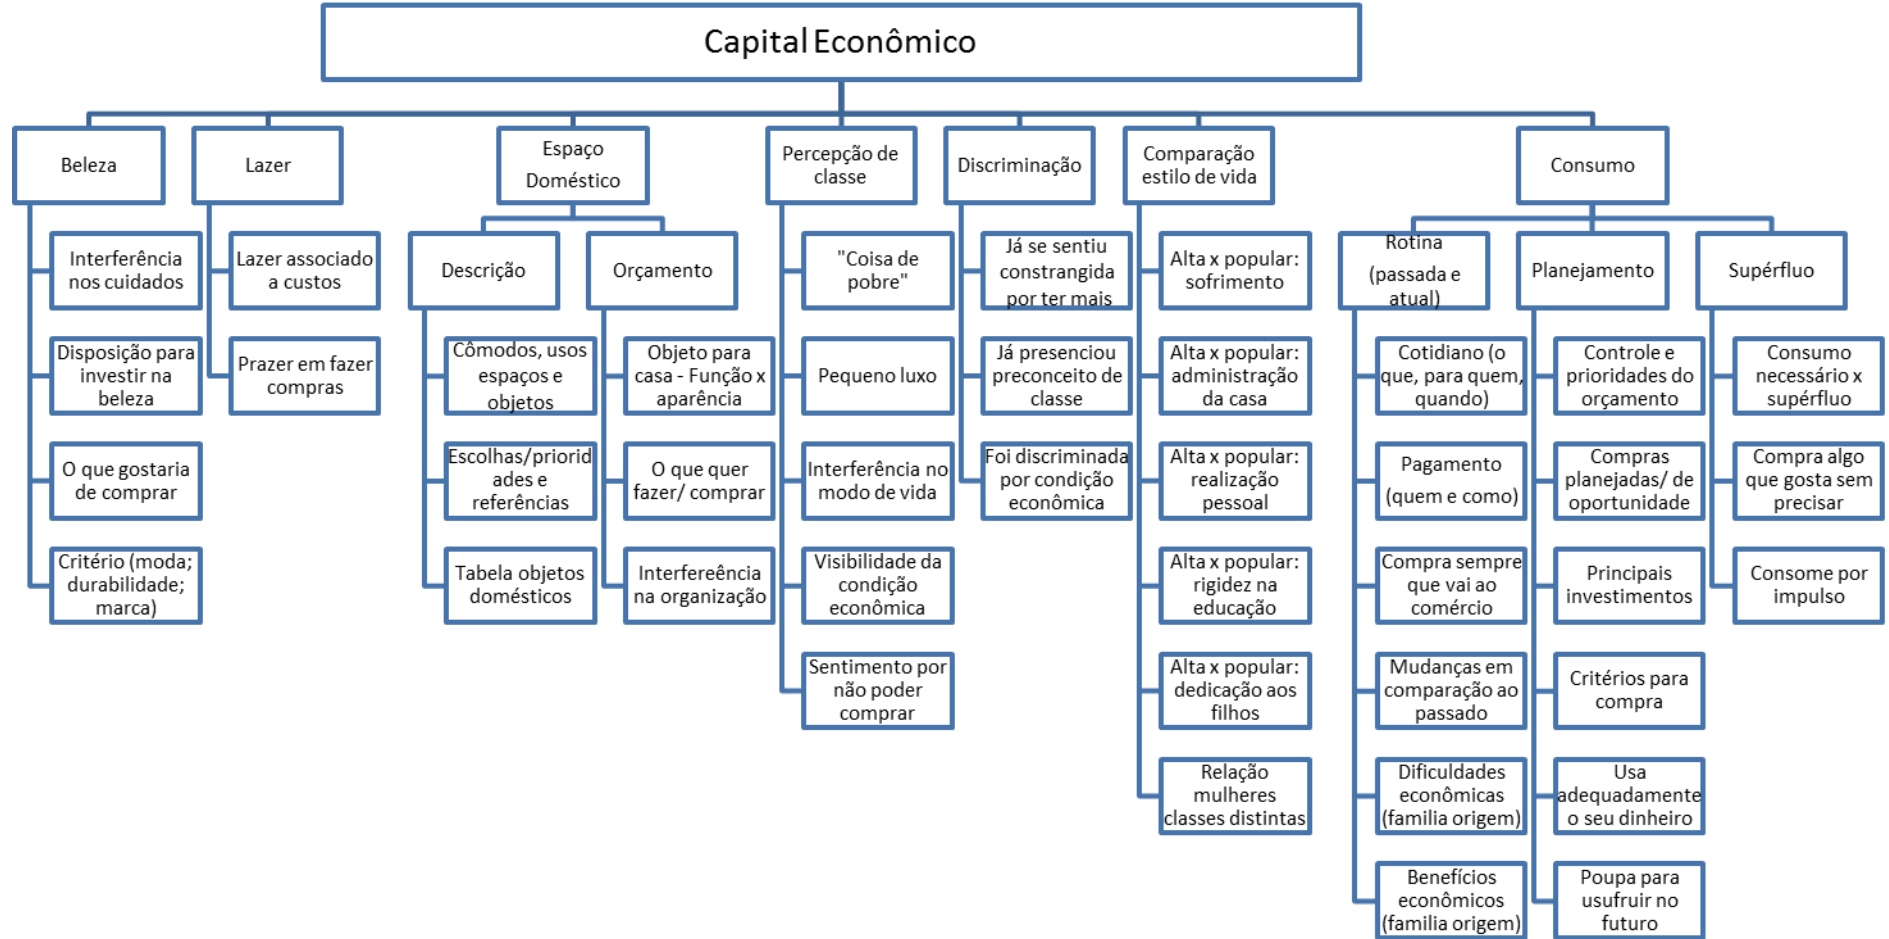 Capital Econômico
Beleza
Interferência
nos cuidados
Disposição para
investir na
beleza
O que gostaria
de comprar
Critério (moda;
durabilidade;
marca)
Lazer
Lazer associado
a custos
Prazer em fazer
compras
Espaço
Doméstico
Descrição
Cômodos, usos
espaços e
objetos
Escolhas/priorid
ades e
referências
Tabela objetos
domésticos
Orçamento
Objeto para
casa - Função x
aparência
O que quer
fazer/ comprar
Interfereência
na organização
Percepção de
classe
"Coisa de
pobre"
Pequeno luxo
Interferência no
modo de vida
Visibilidade da
condição
econômica
Sentimento por
não poder
comprar
Discriminação
Já se sentiu
constrangida
por ter mais
Já presenciou
preconceito de
classe
Foi discriminada
por condição
econômica
Comparação
estilo de vida
Alta x popular:
sofrimento
Alta x popular:
administração
da casa
Alta x popular:
realização
pessoal
Alta x popular:
rigidez na
educação
Alta x popular:
dedicação aos
filhos
Relação
mulheres
classes distintas
Consumo
Rotina
(passada e
atual)
Cotidiano (o
que, para quem,
quando)
Pagamento
(quem e como)
Compra sempre
que vai ao
comércio
Mudanças em
comparação ao
passado
Dificuldades
econômicas
(familia origem)
Benefícios
econômicos
(familia origem)
Planejamento
Controle e
prioridades do
orçamento
Compras
planejadas/ de
oportunidade
Principais
investimentos
Critérios para
compra
Usa
adequadamente
o seu dinheiro
Poupa para
usufruir no
futuro
Supérfluo
Consumo
necessário x
supérfluo
Compra algo
que gosta sem
precisar
Consome por
impulso